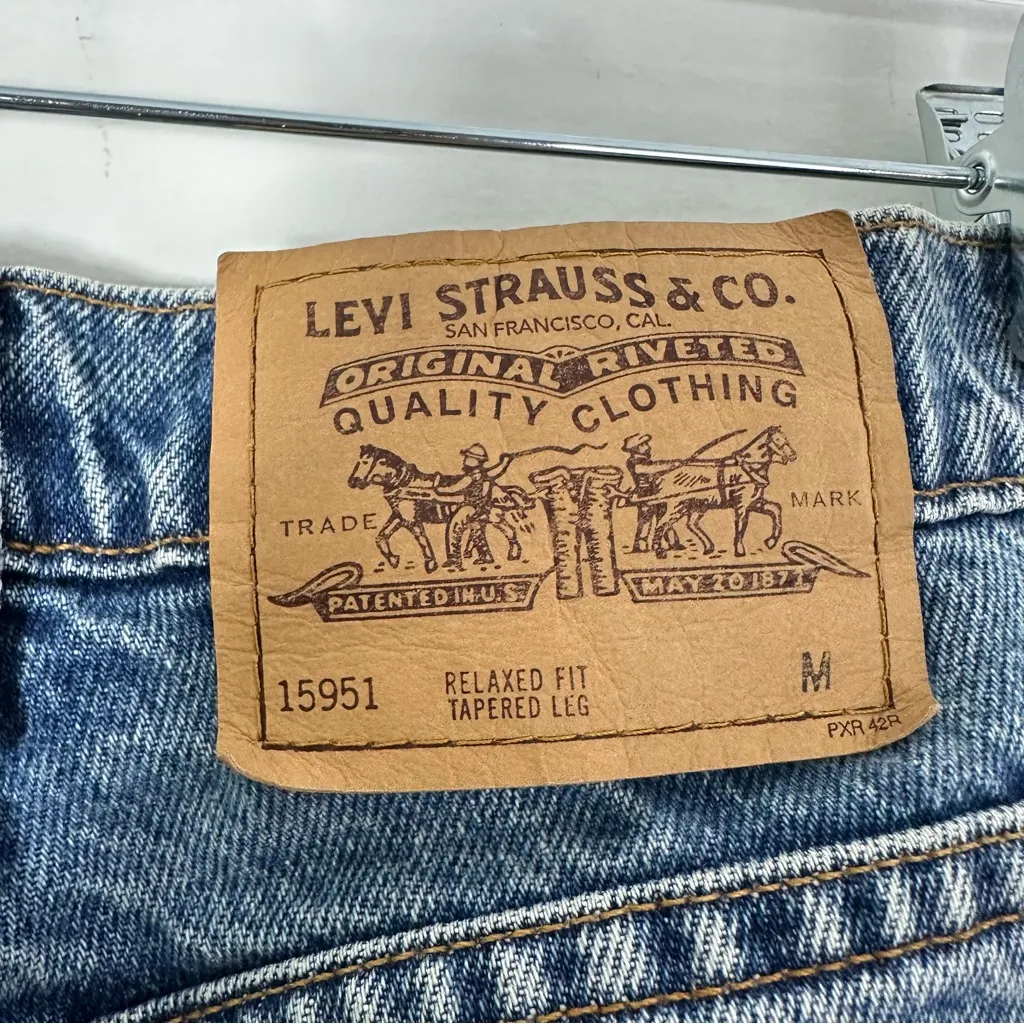 LEVI STRAUSS & CO.
SAN FRANCISCO, CAL.
ORIGINAL RIVETED
QUALITY CLOTHING
TRADE MARK
PATENTED IN U.S. MAY 20 1873
15951 RELAXED FIT M
TAPERED LEG
PXR 42R